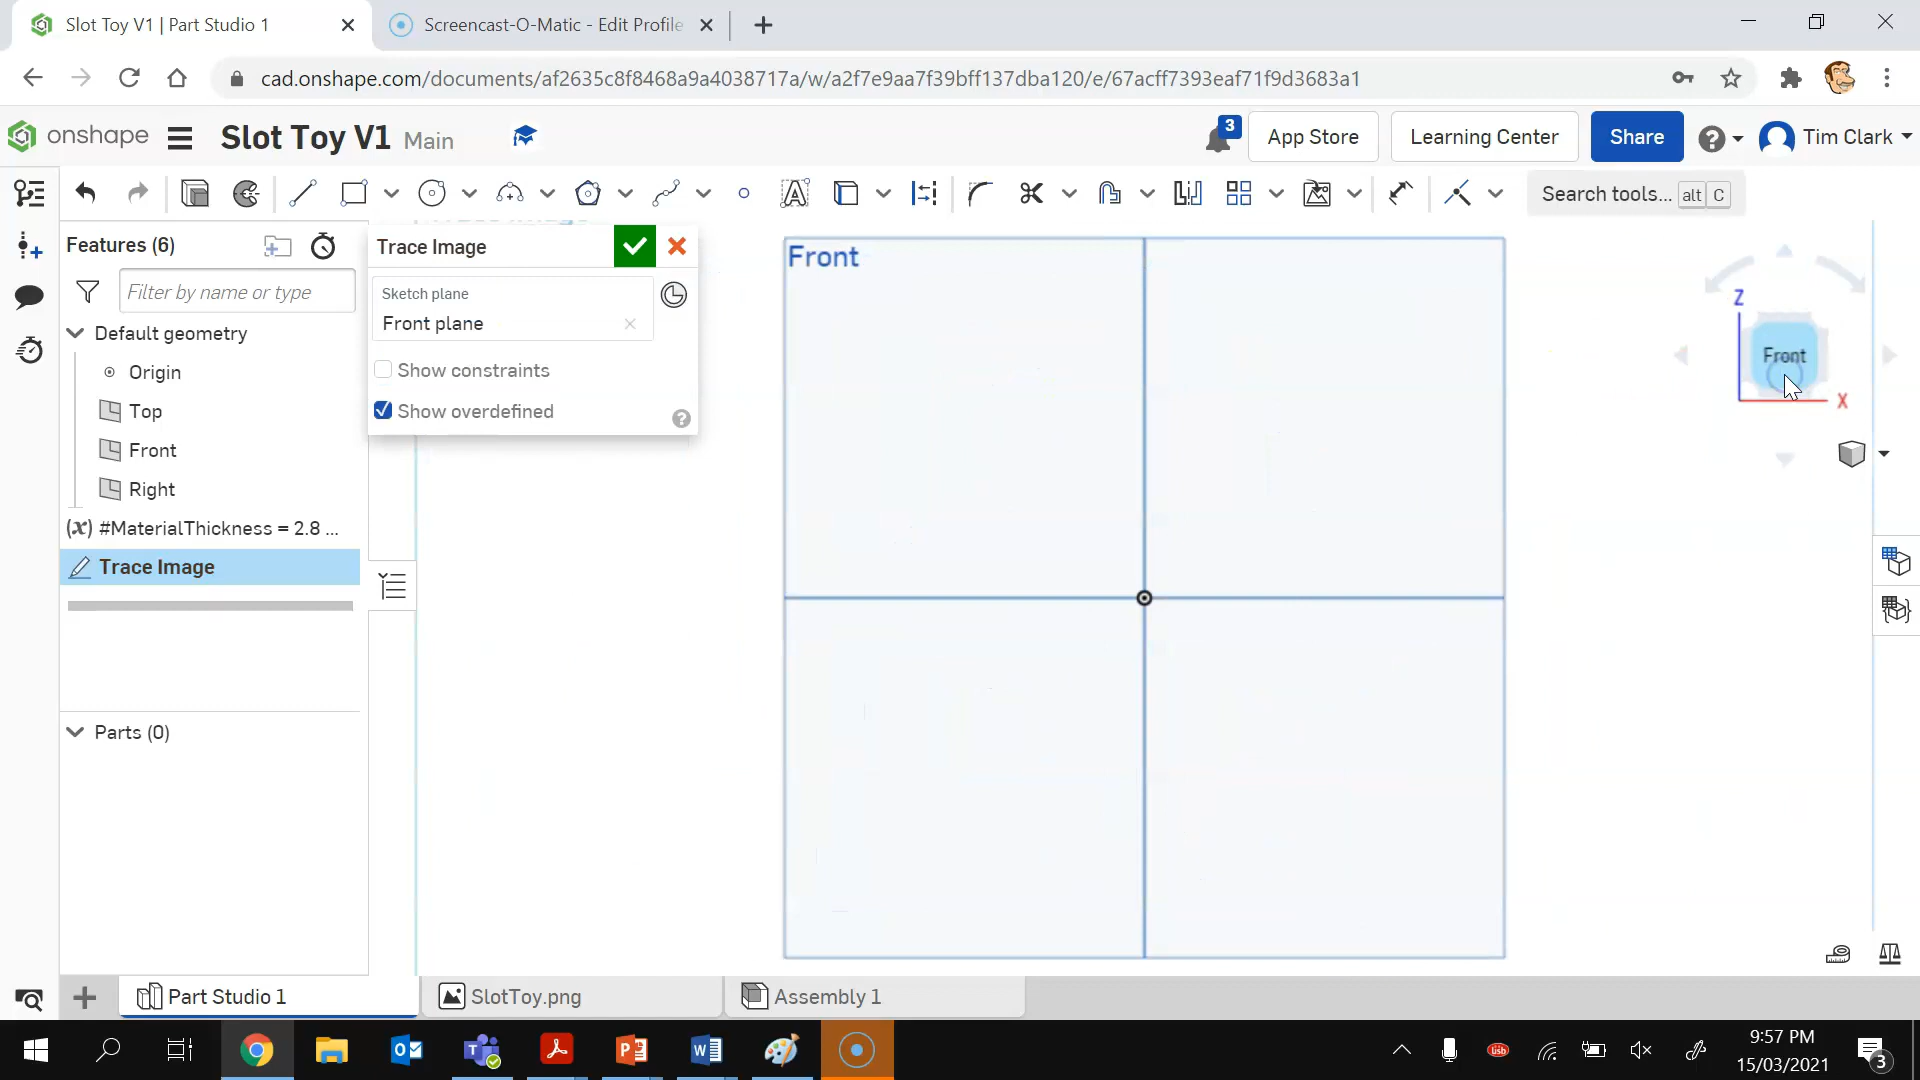 Slot Toy V1 | Part Studio 1
Screencast-O-Matic - Edit Profile
cad.onshape.com/documents/af2635c8f8468a9a4038717a/w/a2f7e9aa7f39bff137dba120/e/67acff7393eaf71f9d3683a1
onshape
Slot Toy V1 Main
3
App Store
Learning Center
Share
Tim Clark
Search tools... alt C
Features (6)
Filter by name or type
Default geometry
Origin
Top
Front
Right
(x) #MaterialThickness = 2.8 ...
Trace Image
Parts (0)
Trace Image
Sketch plane
Front plane
Show constraints
Show overdefined
Front
Z
Front
X
Part Studio 1
SlotToy.png
Assembly 1
9:57 PM
15/03/2021
3